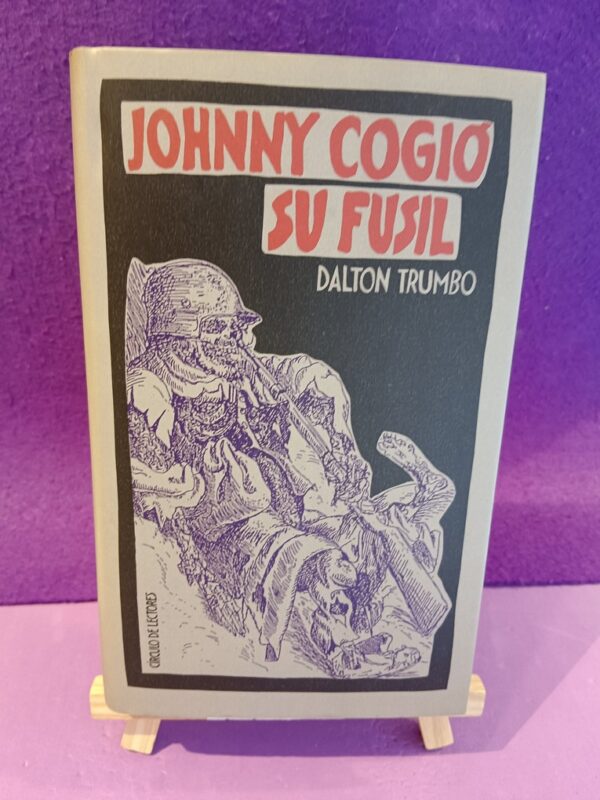 JOHNNY COGIÓ
SU FUSIL
DALTON TRUMBO
CÍRCULO DE LECTORES